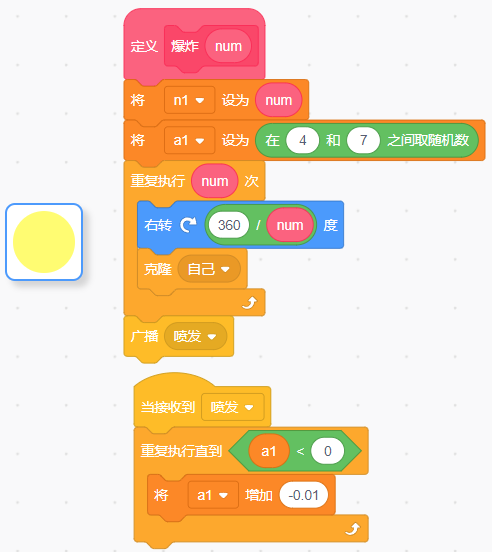 定义 爆炸 num
将 n1 设为 num
将 a1 设为 在 4 和 7 之间取随机数
重复执行 num 次
右转 360 / num 度
克隆 自己
广播 喷发
当接收到 喷发
重复执行直到 a1 < 0
将 a1 增加 -0.01